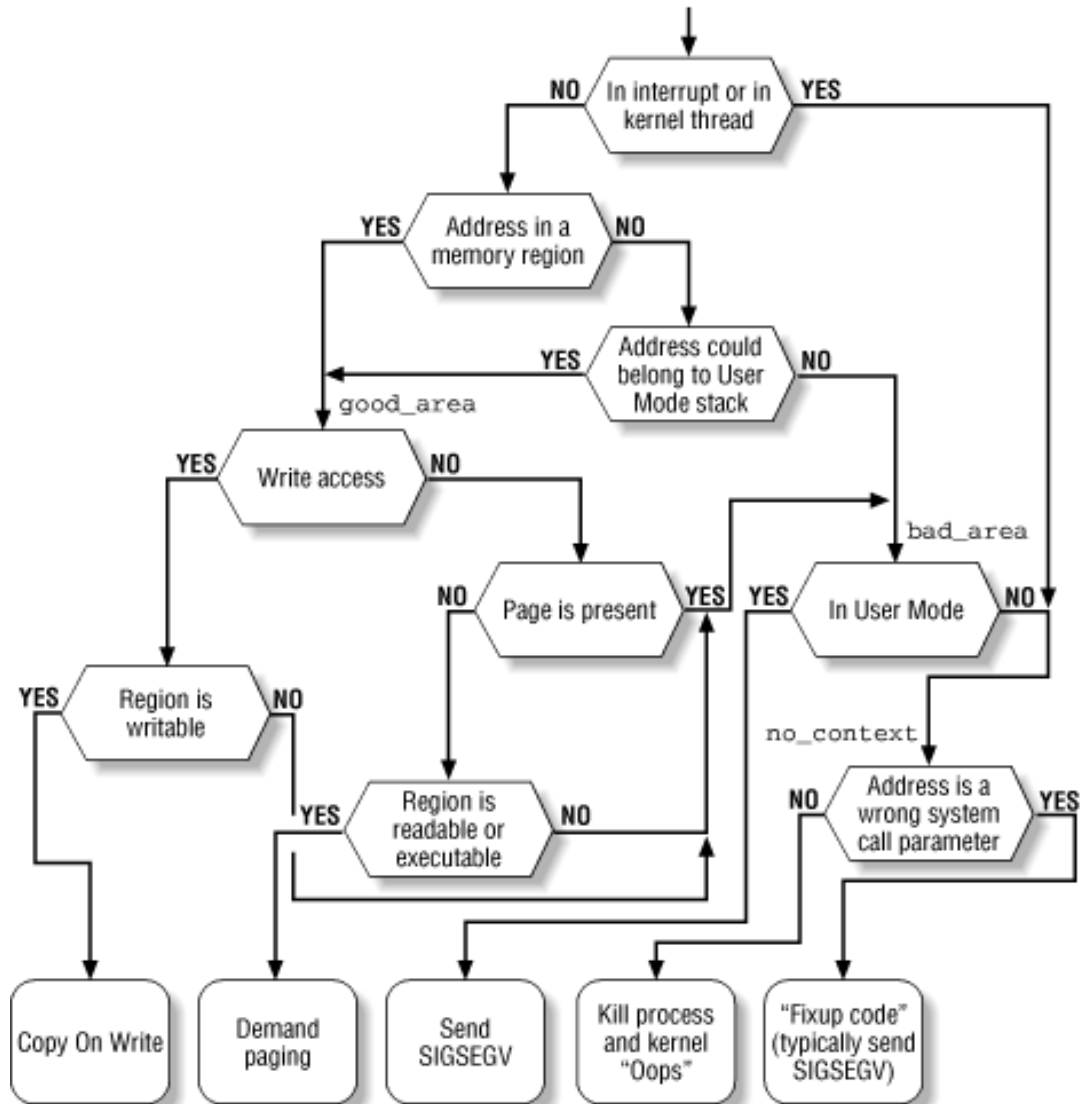 NO
In interrupt or in
kernel thread
YES
YES
Address in a
memory region
NO
YES
Address could
belong to User
Mode stack
NO
good_area
YES
Write access
NO
bad_area
NO
Page is present
YES
YES
In User Mode
NO
YES
Region is
writable
NO
no_context
YES
Region is
readable or
executable
NO
NO
Address is a
wrong system
call parameter
YES
Copy On Write
Demand
paging
Send
SIGSEGV
Kill process
and kernel
“Oops”
“Fixup code”
(typically send
SIGSEGV)